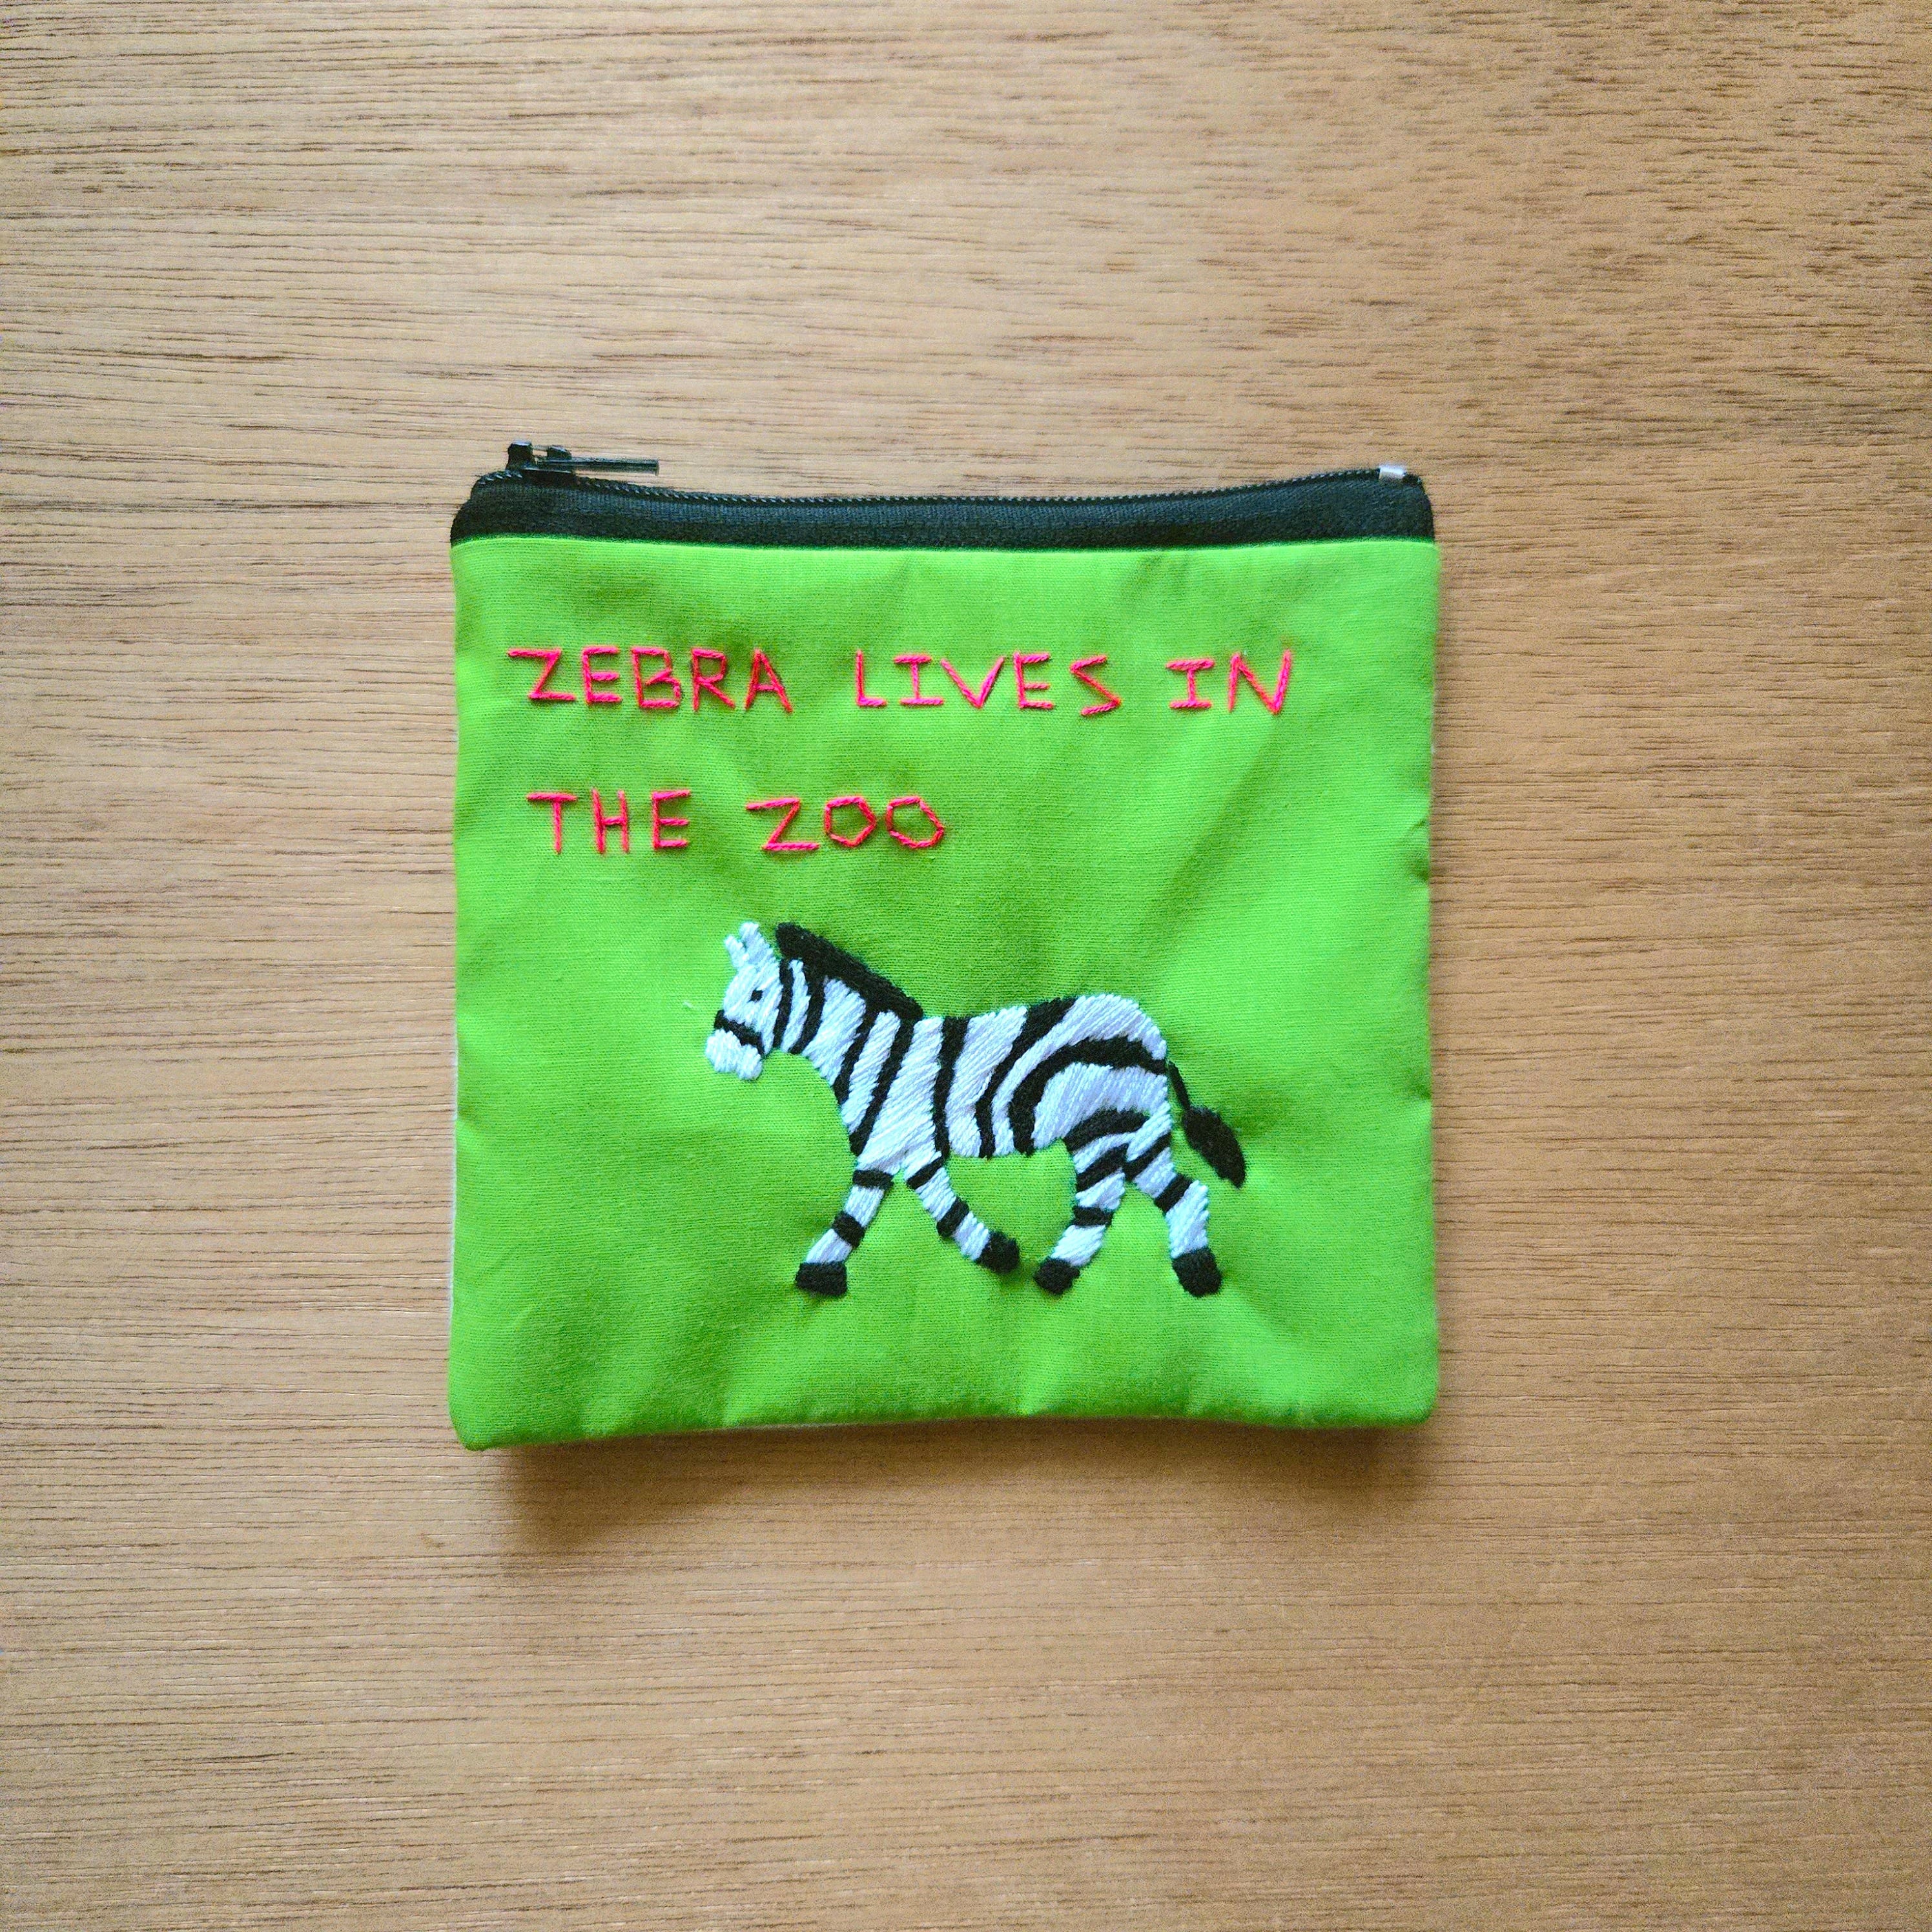 ZEBRA LIVES IN
THE ZOO